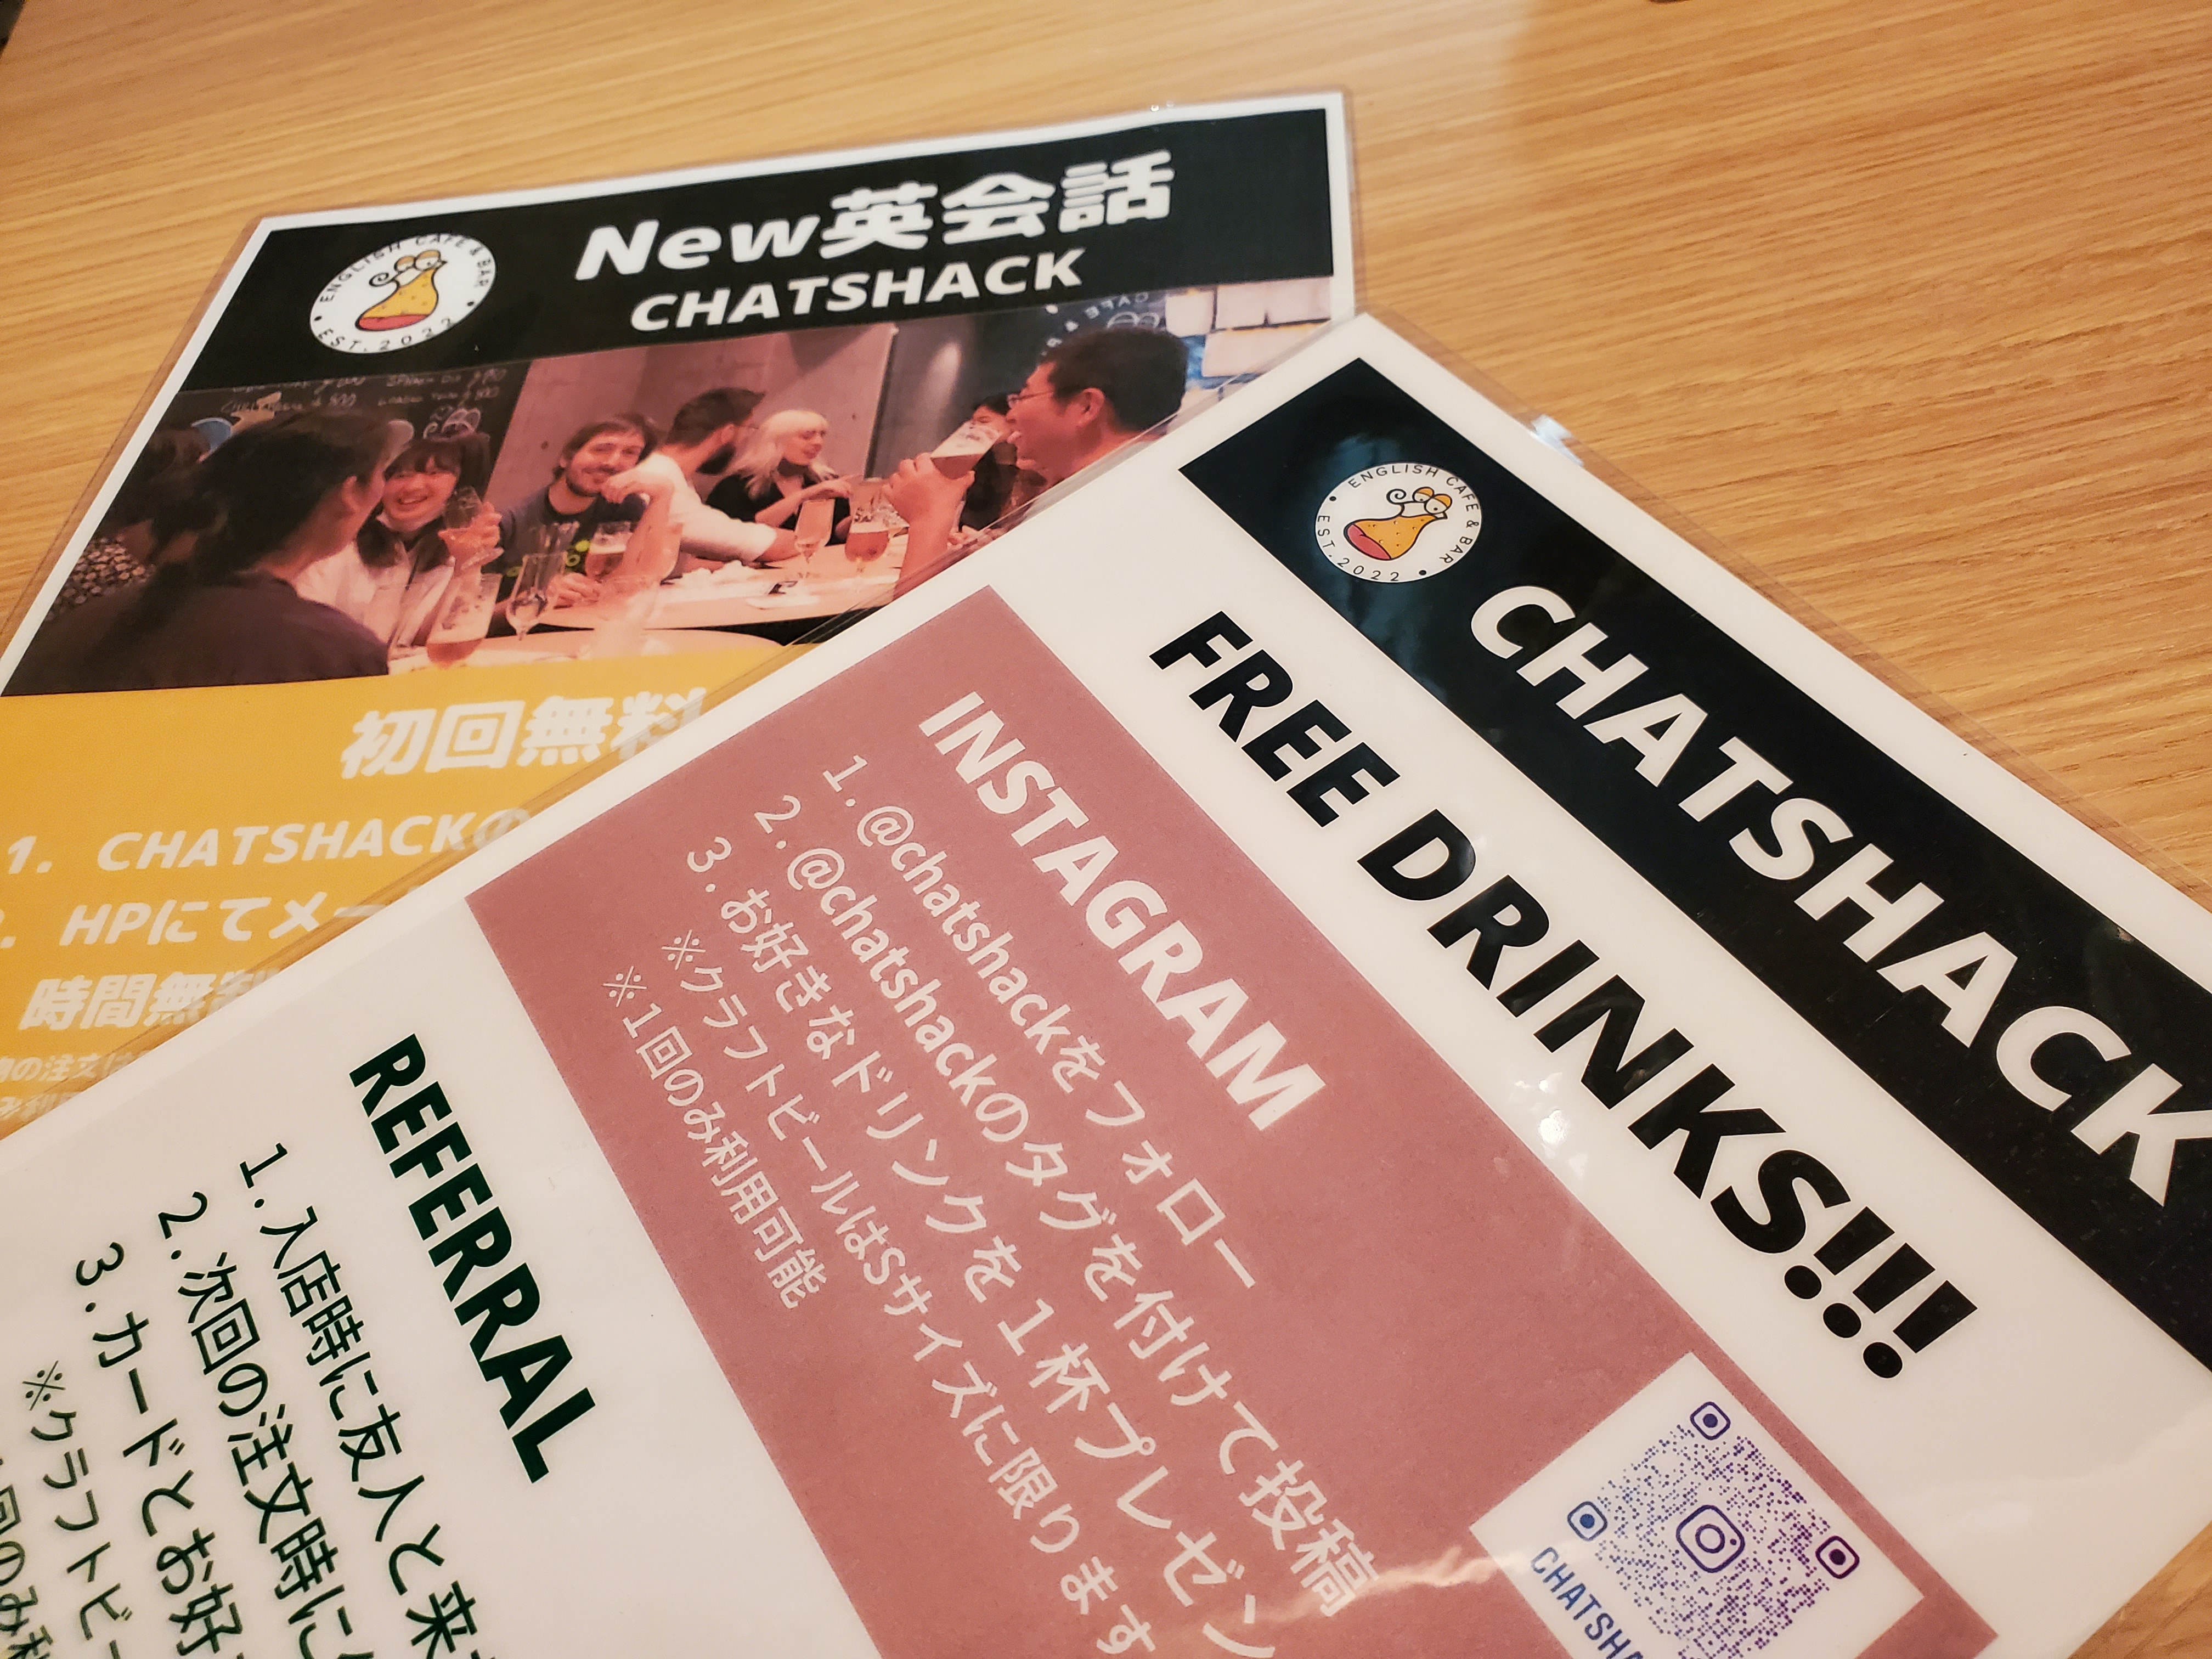 New英会話
CHATSHACK
ENGLISH CAFE & BAR
EST. 2022
初回無料
1. CHATSHACKの
HPにてメー
時間無料
CHATSHACK
ENGLISH CAFE & BAR
EST. 2022
FREE DRINKS!!!
INSTAGRAM
1. @chatshackをフォロー
2. @chatshackのタグを付けて投稿
3. お好きなドリンクを1杯プレゼン
※クラフトビールはSサイズに限ります
※1回のみ利用可能
CHATSHA
REFERRAL
1. 入店時に友人と来
2. 次回の注文時に
3. カードとお好
※クラフトビー
回のみ利